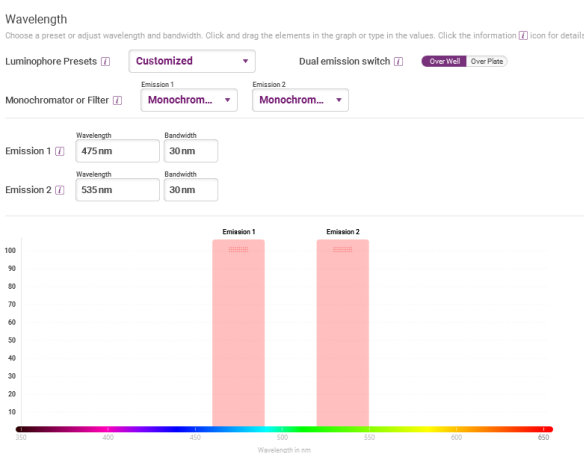 Wavelength
Choose a preset or adjust wavelength and bandwidth. Click and drag the elements in the graph or type in the values. Click the information i icon for details
Luminophore Presets i Customized Dual emission switch i Over Well Over Plate
Emission 1 Emission 2
Monochromator or Filter i Monochrom... Monochrom...
Wavelength Bandwidth
Emission 1 i 475 nm 30 nm
Wavelength Bandwidth
Emission 2 i 535 nm 30 nm
Emission 1 Emission 2
100
90
80
70
60
50
40
30
20
10
350 400 450 500 550 600 650
Wavelength in nm